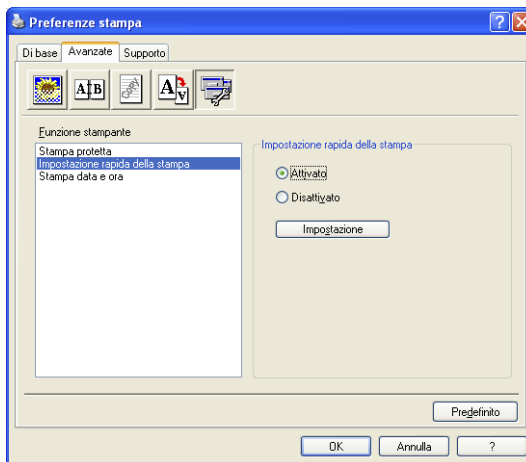 Preferenze stampa
Di base Avanzate Supporto
Funzione stampante
Stampa protetta
Impostazione rapida della stampa
Stampa data e ora
Impostazione rapida della stampa
Attivato
Disattivato
Impostazione
Predefinito
OK Annulla ?